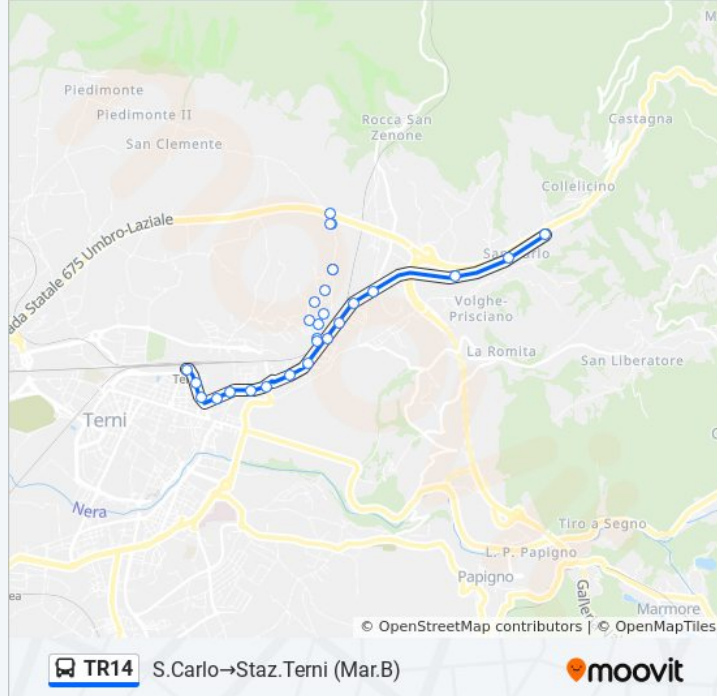 Piedimonte
Piedimonte II
San Clemente
Rocca San
Zenone
Castagna
Collelicino
ada Statale 675 Umbro-Laziale
San Carlo
Volghe-
Prisciano
La Romita
San Liberatore
Terni
Nera
Tiro a Segno
L. P. Papigno
Papigno
Marmore
ea
© OpenStreetMap contributors | © OpenMapTiles
TR14 S.Carlo→Staz.Terni (Mar.B)
moovit